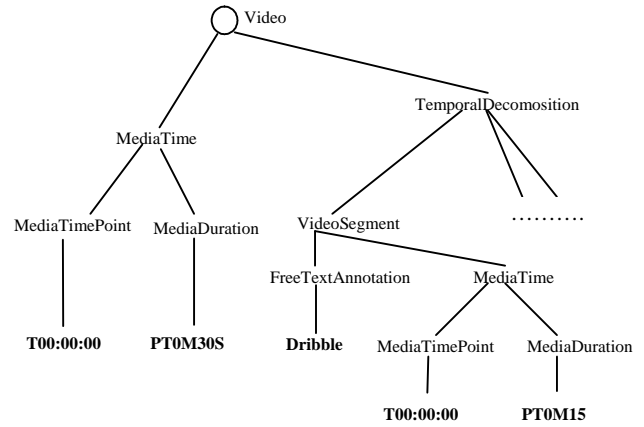 Video
TemporalDecomosition
MediaTime
MediaTimePoint MediaDuration VideoSegment ..........
FreeTextAnnotation MediaTime
T00:00:00 PT0M30S Dribble MediaTimePoint MediaDuration
T00:00:00 PT0M15